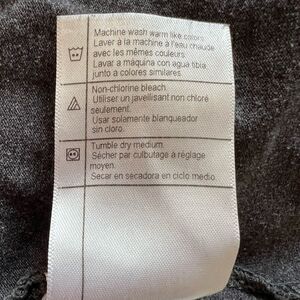 Machine wash warm like colors.
Laver à la machine à l'eau chaude
avec les mêmes couleurs.
Lavar a máquina con agua tibia
junto a colores similares.
Non-chlorine bleach.
Utiliser un javellisant non chloré
seulement.
Usar solamente blanqueador
sin cloro.
Tumble dry medium.
Sécher par culbutage à réglage
moyen.
Secar en secadora en ciclo medio.